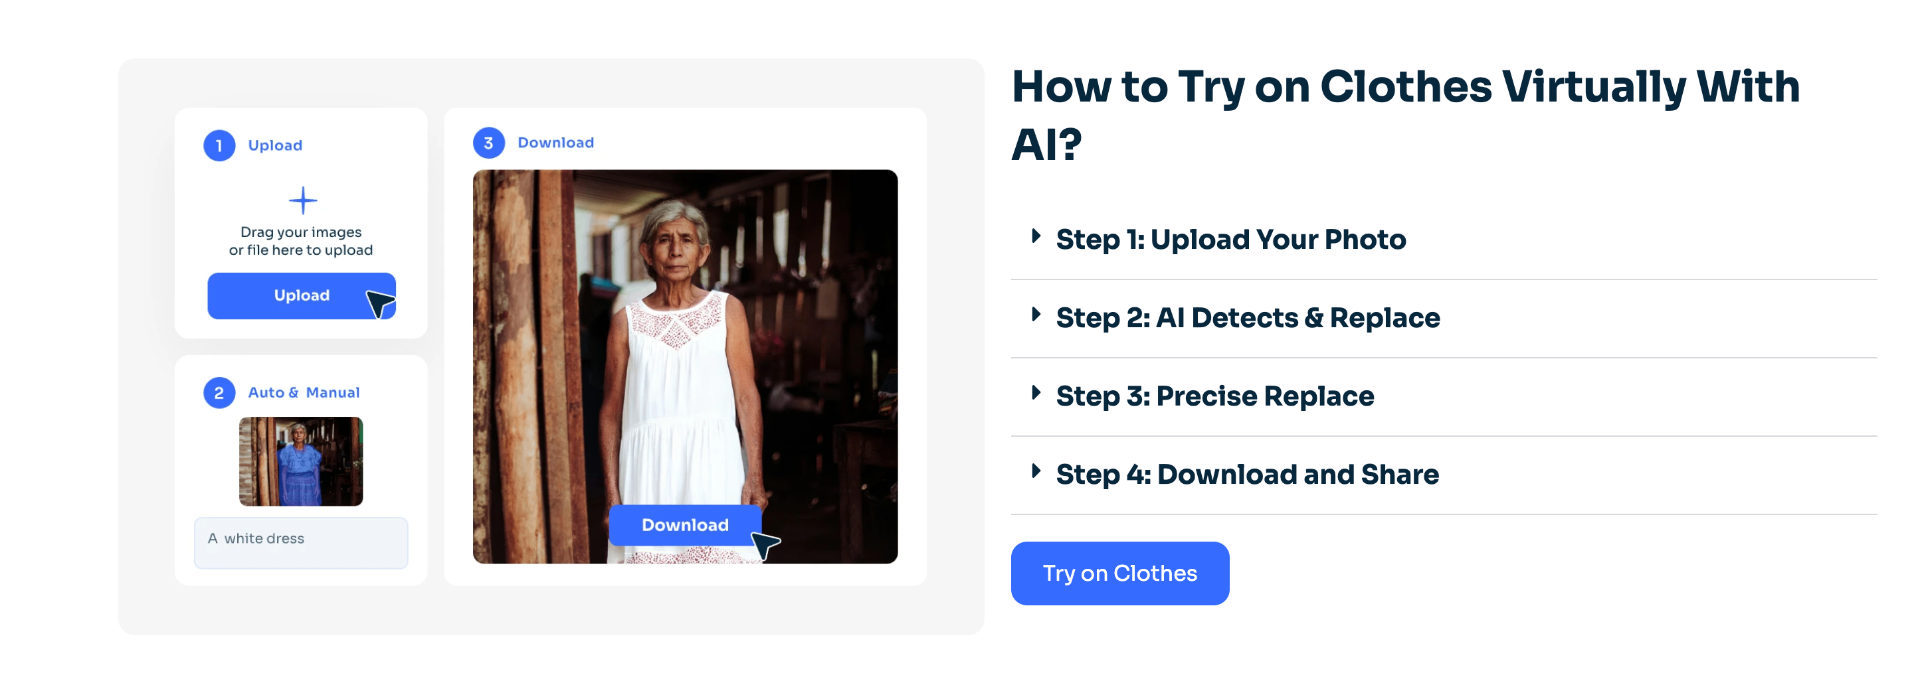 1 Upload
Drag your images
or file here to upload
Upload
2 Auto & Manual
A white dress
3 Download
Download
How to Try on Clothes Virtually With
AI?
Step 1: Upload Your Photo
Step 2: AI Detects & Replace
Step 3: Precise Replace
Step 4: Download and Share
Try on Clothes